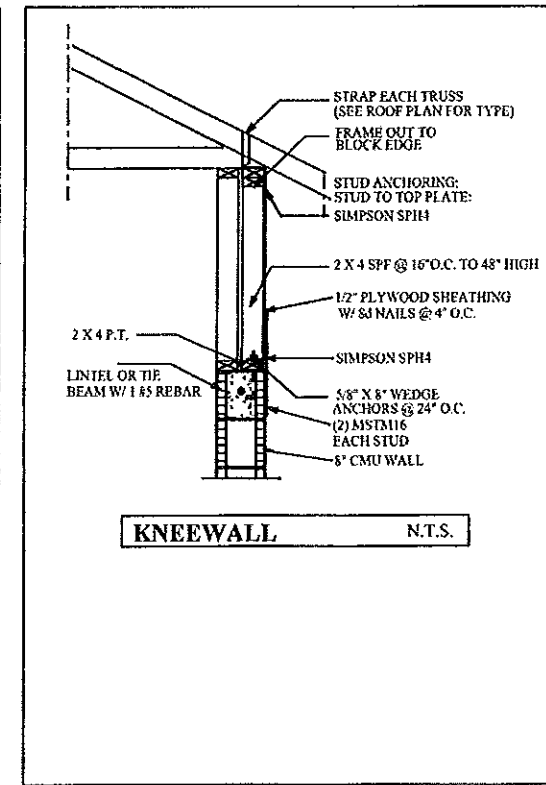 STRAP EACH TRUSS
(SEE ROOF PLAN FOR TYPE)
FRAME OUT TO
BLOCK EDGE
STUD ANCHORING:
STUD TO TOP PLATE:
SIMPSON SPH4
2 X 4 SPF @ 16" O.C. TO 48" HIGH
1/2" PLYWOOD SHEATHING
W/ 8d NAILS @ 4" O.C.
2 X 4 P.T.
SIMPSON SPH4
LINTEL OR TIE
BEAM W/ 1 #5 REBAR
5/8" X 8" WEDGE
ANCHORS @ 24" O.C.
(2) MSTM16
EACH STUD
8" CMU WALL
KNEEWALL N.T.S.